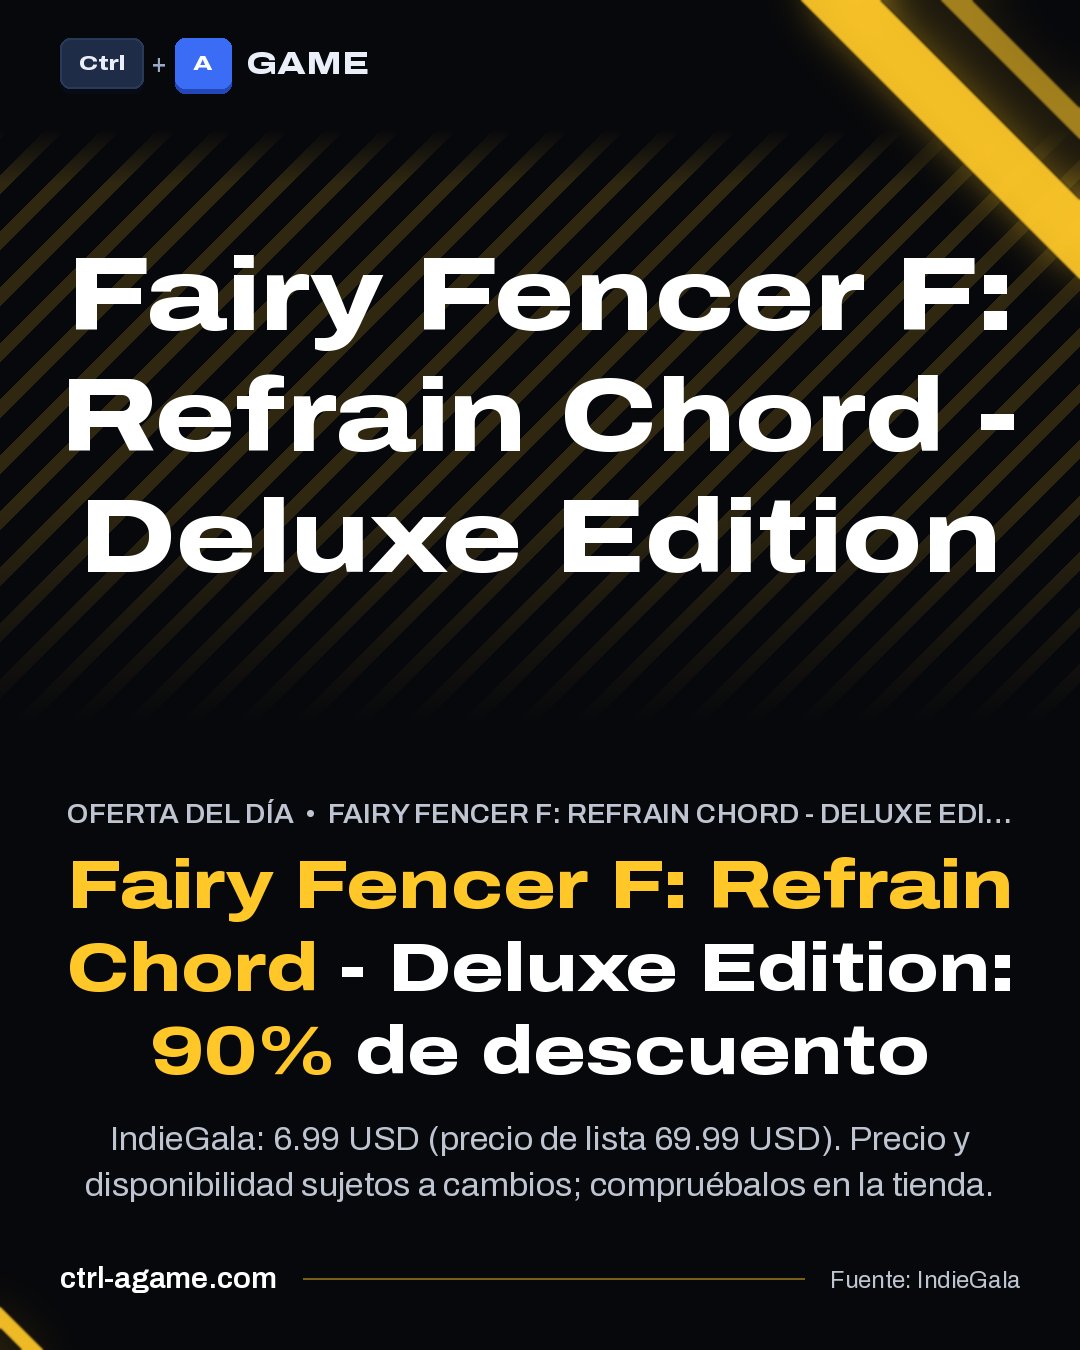 Ctrl + A GAME
Fairy Fencer F:
Refrain Chord -
Deluxe Edition
OFERTA DEL DÍA • FAIRY FENCER F: REFRAIN CHORD - DELUXE EDI...
Fairy Fencer F: Refrain
Chord - Deluxe Edition:
90% de descuento
IndieGala: 6.99 USD (precio de lista 69.99 USD). Precio y
disponibilidad sujetos a cambios; compruébalos en la tienda.
ctrl-agame.com
Fuente: IndieGala